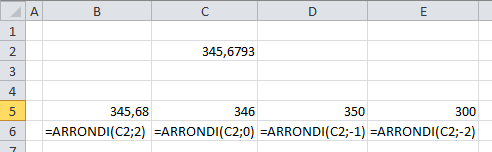 A B C D E
1
2 345,6793
3
4
5 345,68 346 350 300
6 =ARRONDI(C2;2) =ARRONDI(C2;0) =ARRONDI(C2;-1) =ARRONDI(C2;-2)
7